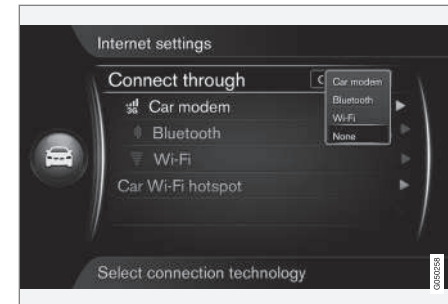 Internet settings
Connect through
Car modem
Bluetooth
Wi-Fi
None
3G Car modem
Bluetooth
Wi-Fi
Car Wi-Fi hotspot
Select connection technology
G050258